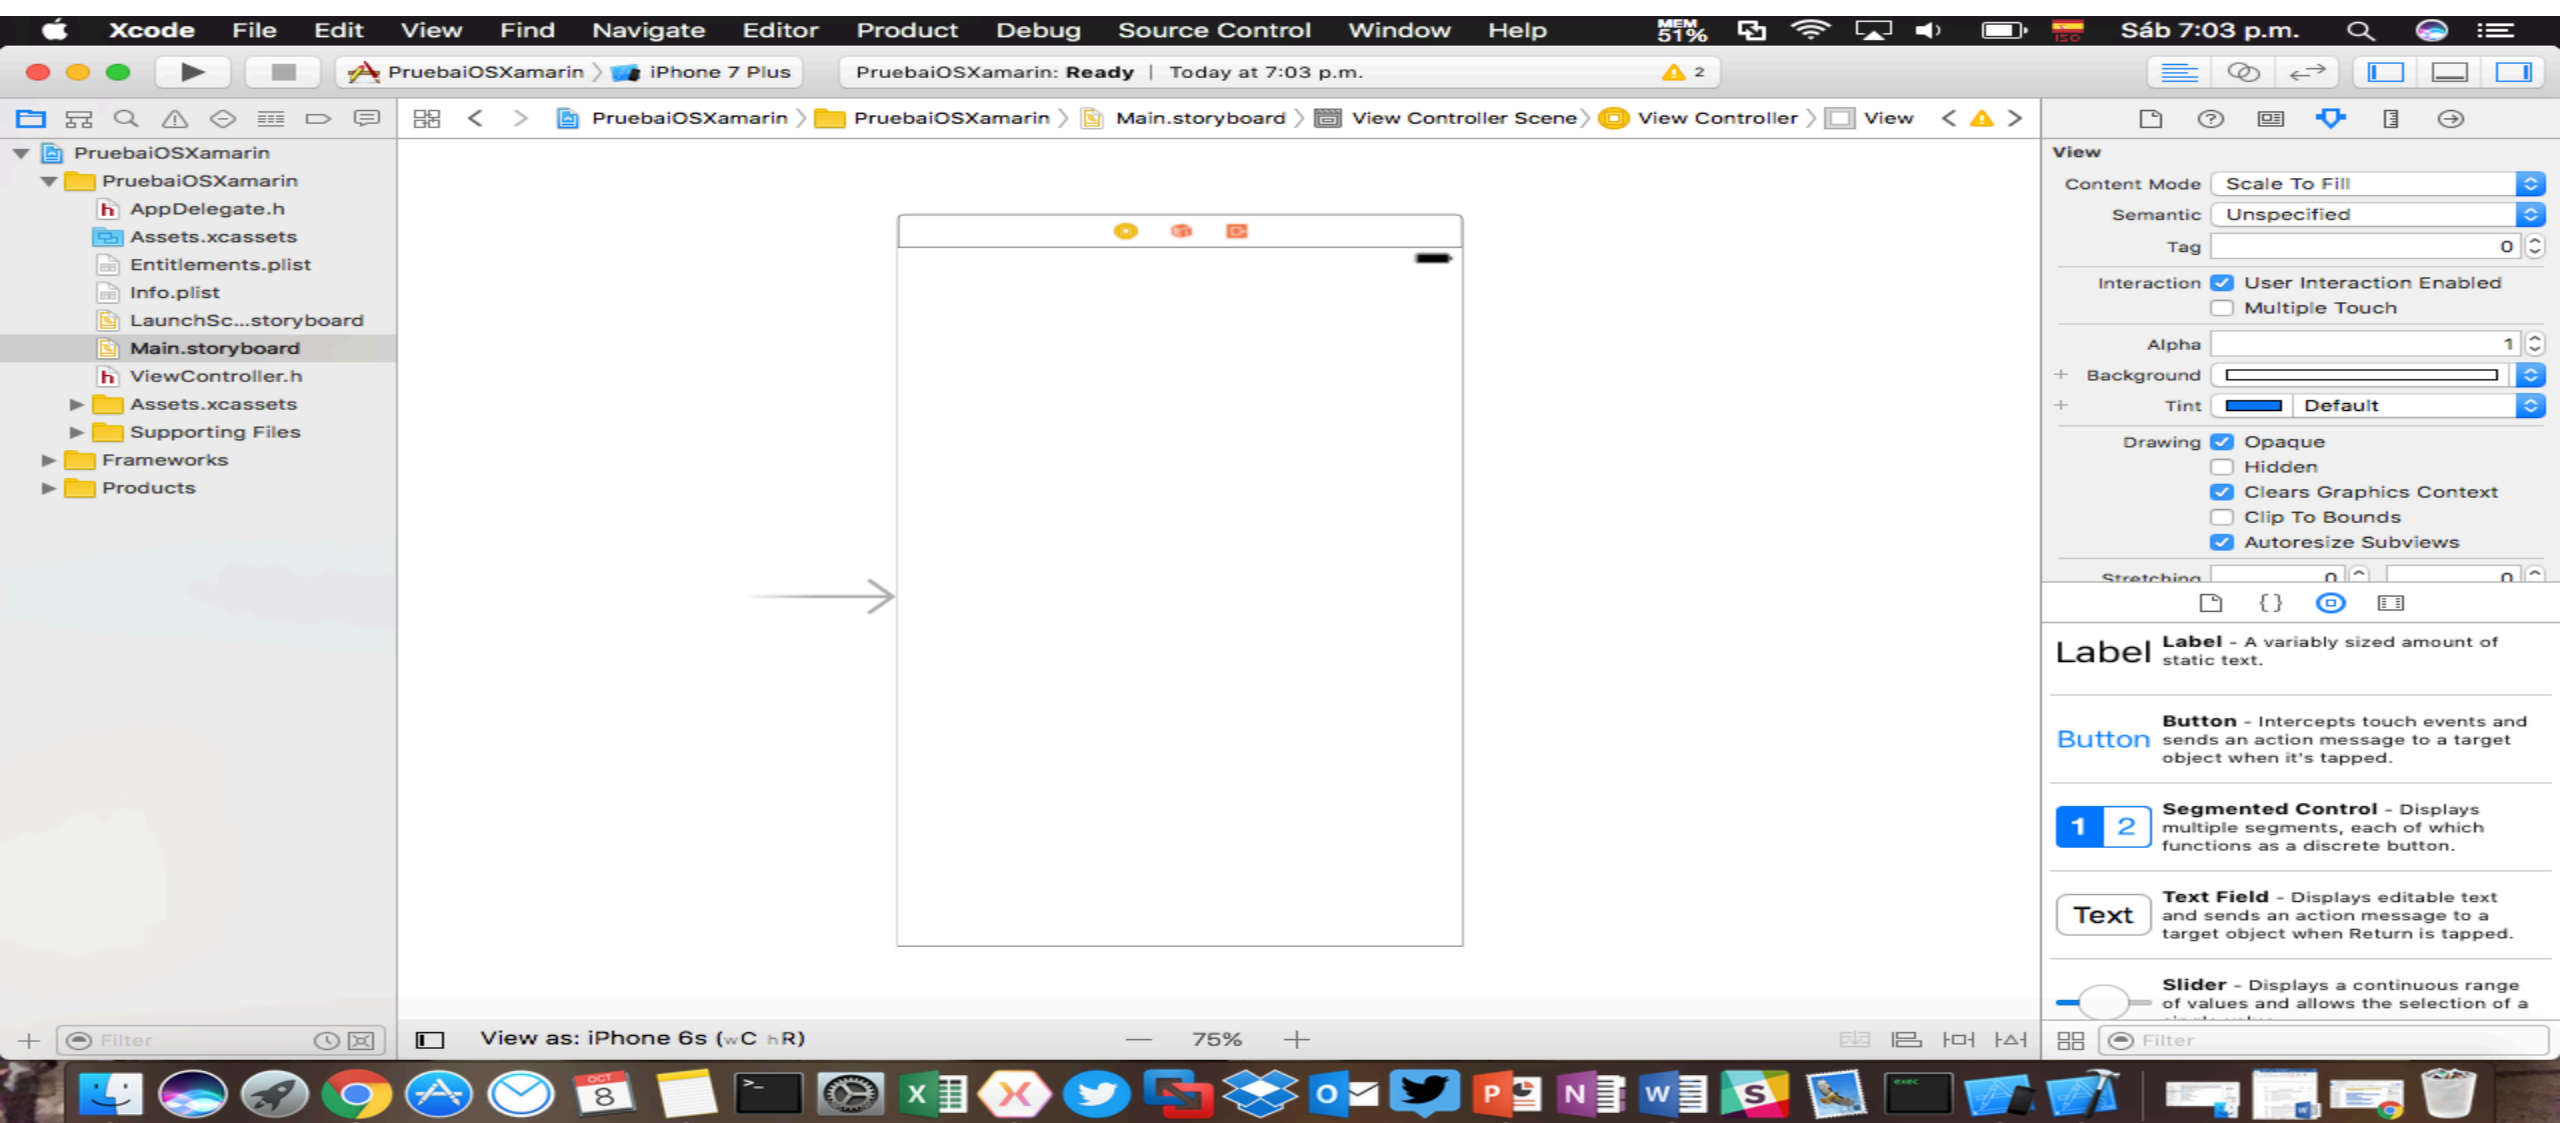 Xcode File Edit View Find Navigate Editor Product Debug Source Control Window Help MEM 51% ISO Sáb 7:03 p.m.
PruebaiOSXamarin iPhone 7 Plus PruebaiOSXamarin: Ready | Today at 7:03 p.m. 2
PruebaiOSXamarin PruebaiOSXamarin Main.storyboard View Controller Scene View Controller View
PruebaiOSXamarin
PruebaiOSXamarin
AppDelegate.h
Assets.xcassets
Entitlements.plist
Info.plist
LaunchSc...storyboard
Main.storyboard
ViewController.h
Assets.xcassets
Supporting Files
Frameworks
Products
Filter
View as: iPhone 6s (wC hR)
75%
View
Content Mode Scale To Fill
Semantic Unspecified
Tag 0
Interaction User Interaction Enabled
Multiple Touch
Alpha 1
Background
Tint Default
Drawing Opaque
Hidden
Clears Graphics Context
Clip To Bounds
Autoresize Subviews
Stretching 0 0
{}
Label Label - A variably sized amount of
static text.
Button Button - Intercepts touch events and
sends an action message to a target
object when it's tapped.
1 2 Segmented Control - Displays
multiple segments, each of which
functions as a discrete button.
Text Text Field - Displays editable text
and sends an action message to a
target object when Return is tapped.
Slider - Displays a continuous range
of values and allows the selection of a
Filter
OCT
8
exec